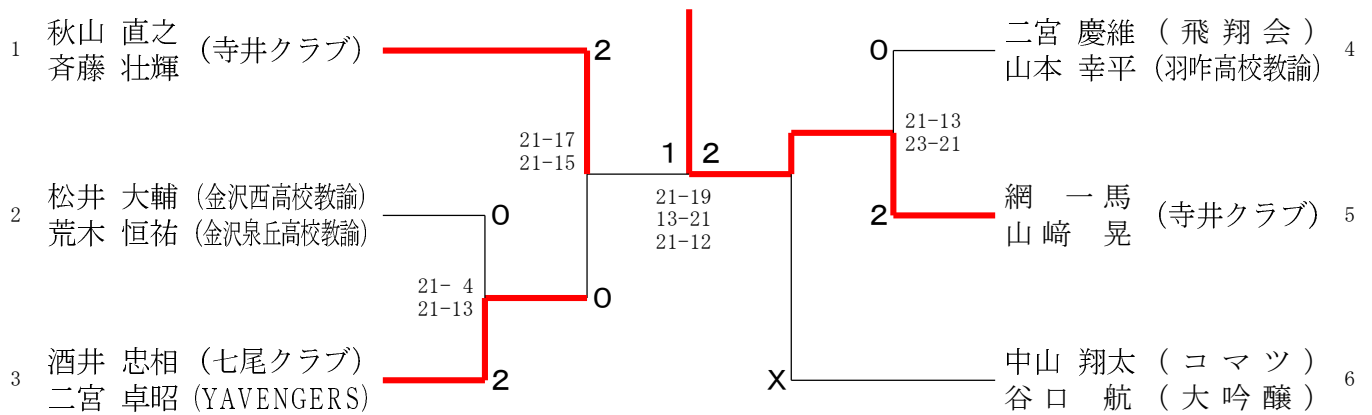 1 秋山 直之 (寺井クラブ)
斉藤 壮輝
2
21-17
21-15
2 松井 大輔 (金沢西高校教諭)
荒木 恒祐 (金沢泉丘高校教諭)
0
21- 4
21-13
0
3 酒井 忠相 (七尾クラブ)
二宮 卓昭 (YAVENGERS)
2
1 2
21-19
13-21
21-12
0
二宮 慶維 (飛翔会) 4
山本 幸平 (羽咋高校教諭)
21-13
23-21
2
網 一馬 (寺井クラブ) 5
山﨑 晃
X
中山 翔太 (コマツ) 6
谷口 航 (大吟醸)